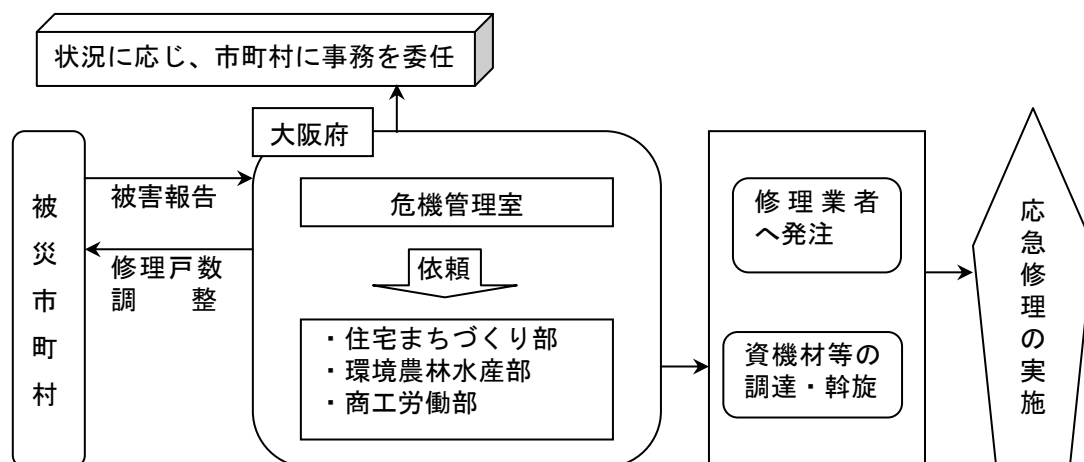 状況に応じ、市町村に事務を委任
大阪府
被災市町村
被害報告
修理戸数
調整
危機管理室
依頼
・住宅まちづくり部
・環境農林水産部
・商工労働部
修理業者
へ発注
資機材等の
調達・斡旋
応急修理の実施